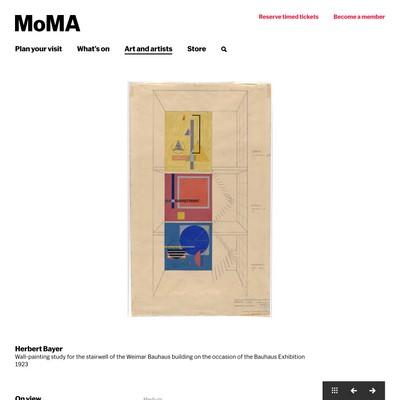 MoMA
Reserve timed tickets
Become a member
Plan your visit
What's on
Art and artists
Store
Herbert Bayer
Wall-painting study for the stairwell of the Weimar Bauhaus building on the occasion of the Bauhaus Exhibition
1923
On view
Medium